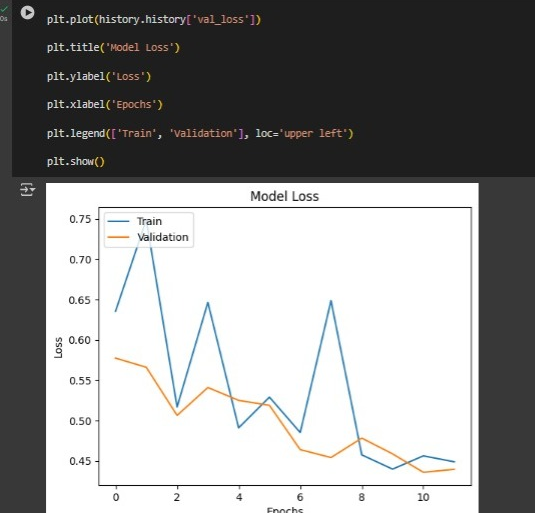 0s
plt.plot(history.history['val_loss'])
plt.title('Model Loss')
plt.ylabel('Loss')
plt.xlabel('Epochs')
plt.legend(['Train', 'Validation'], loc='upper left')
plt.show()
Model Loss
Train
Validation
0.75
0.70
0.65
0.60
0.55
0.50
0.45
Loss
0 2 4 6 8 10
Epochs